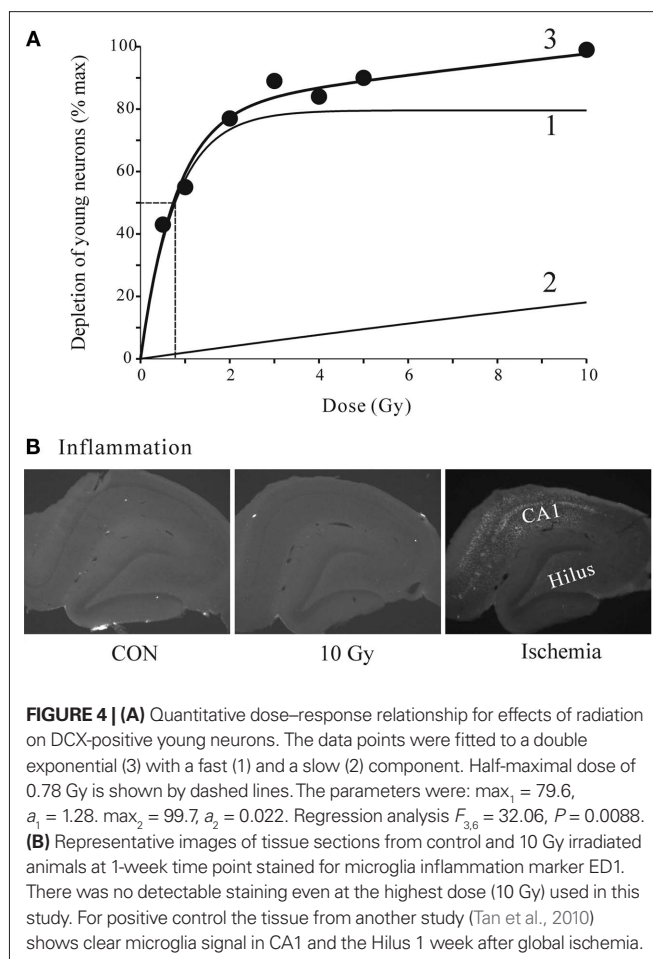 A
100
80
60
40
20
0
Depletion of young neurons (% max)
3
1
2
0 2 4 6 8 10
Dose (Gy)
B Inflammation
CA1
Hilus
CON 10 Gy Ischemia
FIGURE 4 | (A) Quantitative dose–response relationship for effects of radiation
on DCX-positive young neurons. The data points were fitted to a double
exponential (3) with a fast (1) and a slow (2) component. Half-maximal dose of
0.78 Gy is shown by dashed lines. The parameters were: max₁ = 79.6,
a₁ = 1.28. max₂ = 99.7, a₂ = 0.022. Regression analysis F₃,₆ = 32.06, P = 0.0088.
(B) Representative images of tissue sections from control and 10 Gy irradiated
animals at 1-week time point stained for microglia inflammation marker ED1.
There was no detectable staining even at the highest dose (10 Gy) used in this
study. For positive control the tissue from another study (Tan et al., 2010)
shows clear microglia signal in CA1 and the Hilus 1 week after global ischemia.